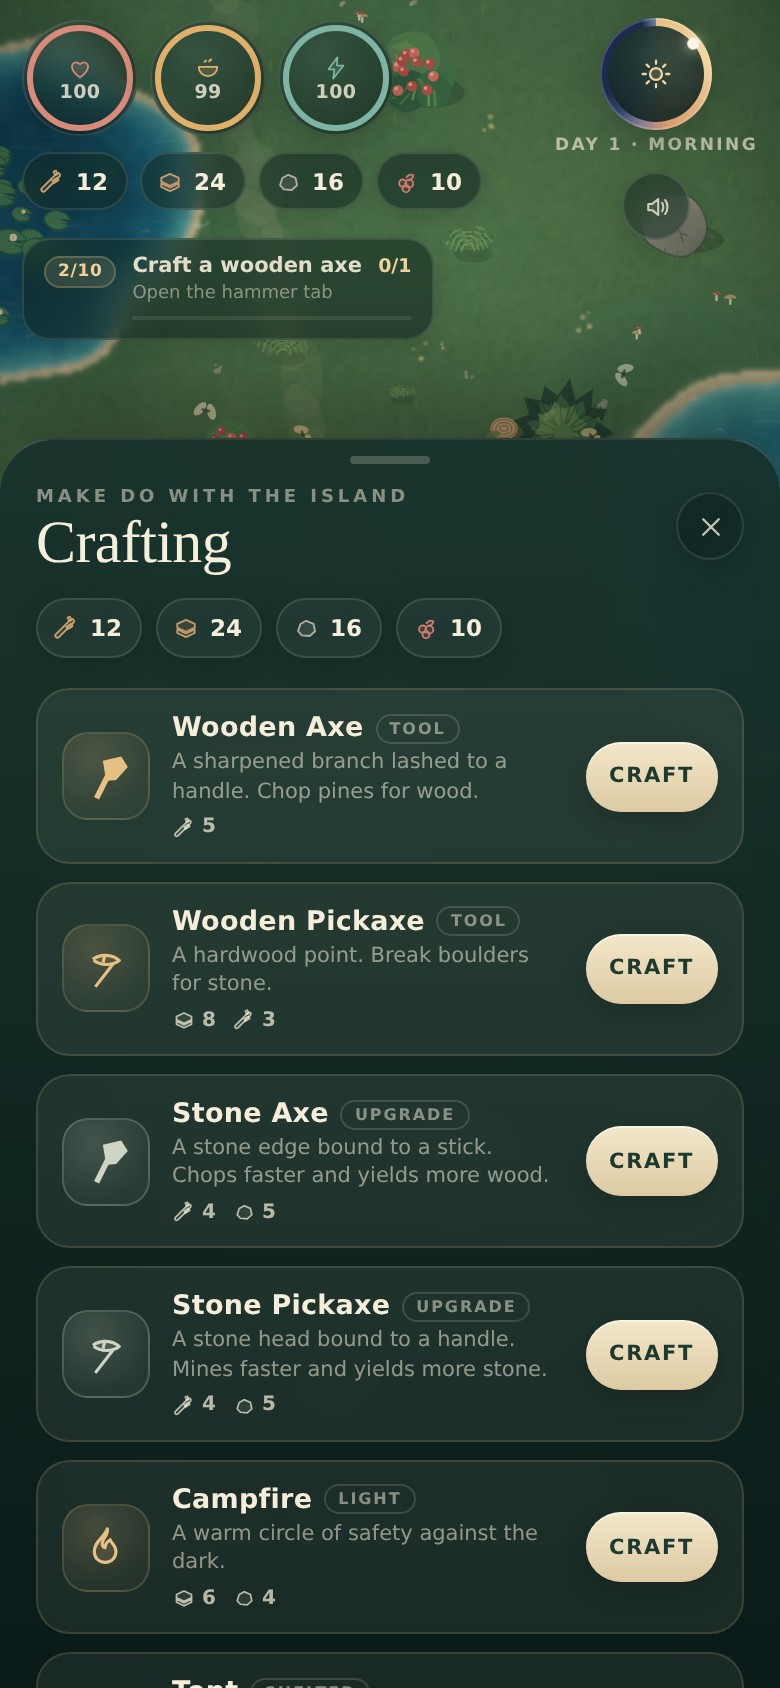 100 99 100
DAY 1 · MORNING
12 24 16 10
2/10 Craft a wooden axe 0/1
Open the hammer tab
MAKE DO WITH THE ISLAND
Crafting
12 24 16 10
Wooden Axe TOOL
A sharpened branch lashed to a
handle. Chop pines for wood.
5
CRAFT
Wooden Pickaxe TOOL
A hardwood point. Break boulders
for stone.
8 3
CRAFT
Stone Axe UPGRADE
A stone edge bound to a stick.
Chops faster and yields more wood.
4 5
CRAFT
Stone Pickaxe UPGRADE
A stone head bound to a handle.
Mines faster and yields more stone.
4 5
CRAFT
Campfire LIGHT
A warm circle of safety against the
dark.
6 4
CRAFT
Tent SHELTER